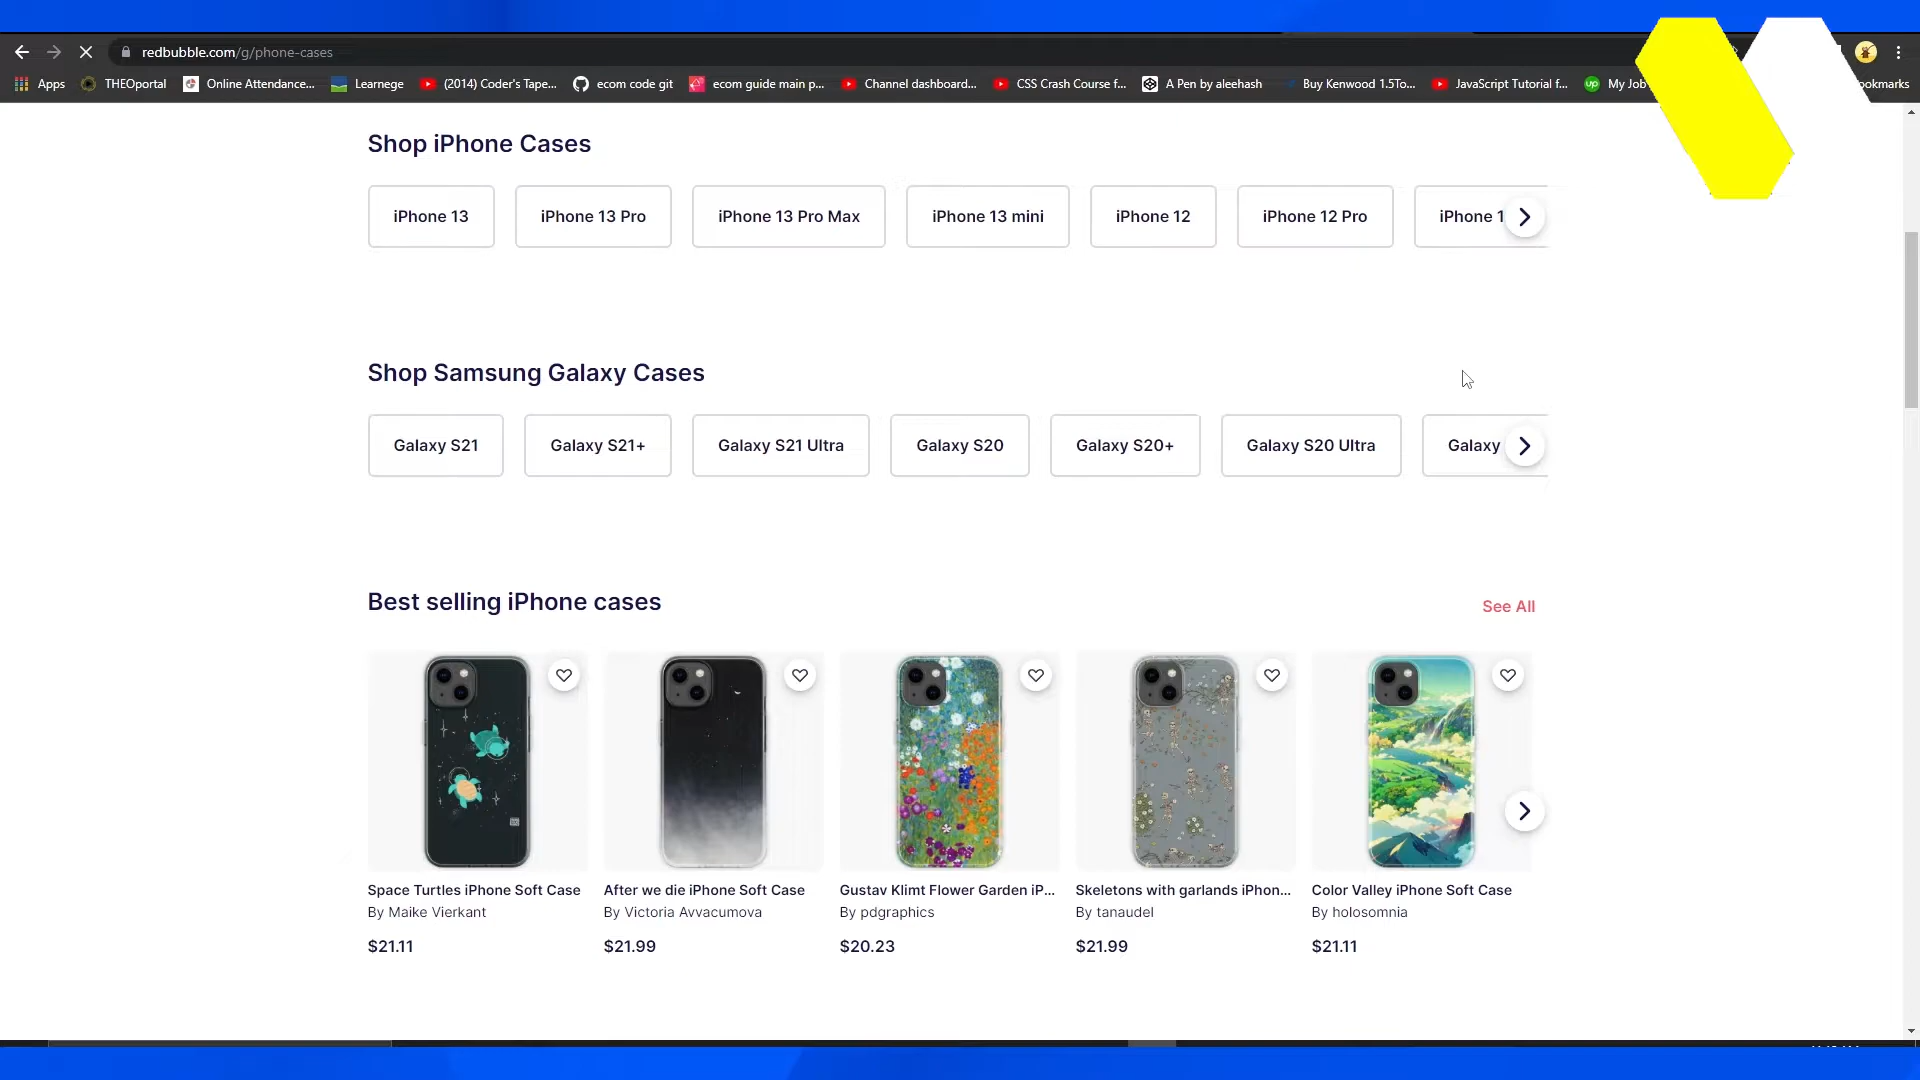 redbubble.com/g/phone-cases
Apps THEOportal Online Attendance... Learnege (2014) Coder's Tape... ecom code git ecom guide main p... Channel dashboard... CSS Crash Course f... A Pen by aleehash Buy Kenwood 1.5To... JavaScript Tutorial f... up My Job ookmarks
Shop iPhone Cases
iPhone 13 iPhone 13 Pro iPhone 13 Pro Max iPhone 13 mini iPhone 12 iPhone 12 Pro iPhone 1
Shop Samsung Galaxy Cases
Galaxy S21 Galaxy S21+ Galaxy S21 Ultra Galaxy S20 Galaxy S20+ Galaxy S20 Ultra Galaxy
Best selling iPhone cases
See All
Space Turtles iPhone Soft Case After we die iPhone Soft Case Gustav Klimt Flower Garden iP... Skeletons with garlands iPhon... Color Valley iPhone Soft Case
By Maike Vierkant By Victoria Avvacumova By pdgraphics By tanaudel By holosomnia
$21.11 $21.99 $20.23 $21.99 $21.11